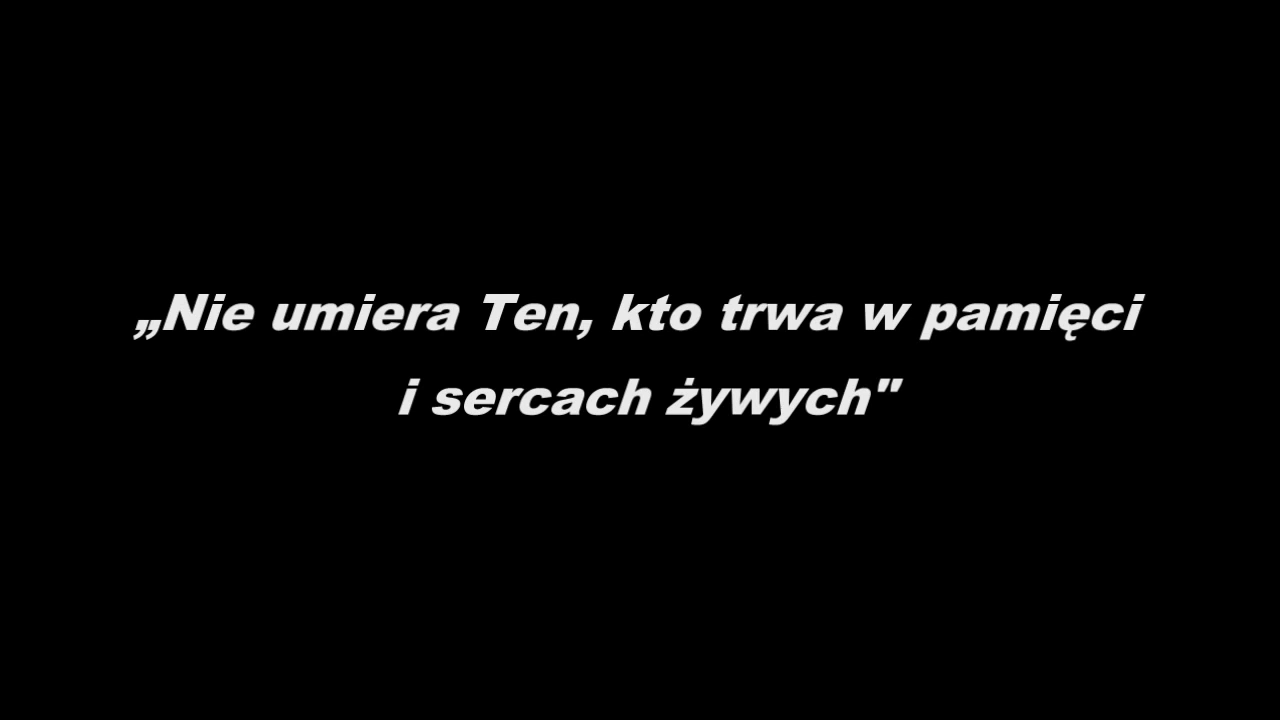 „Nie umiera Ten, kto trwa w pamięci
i sercach żywych"